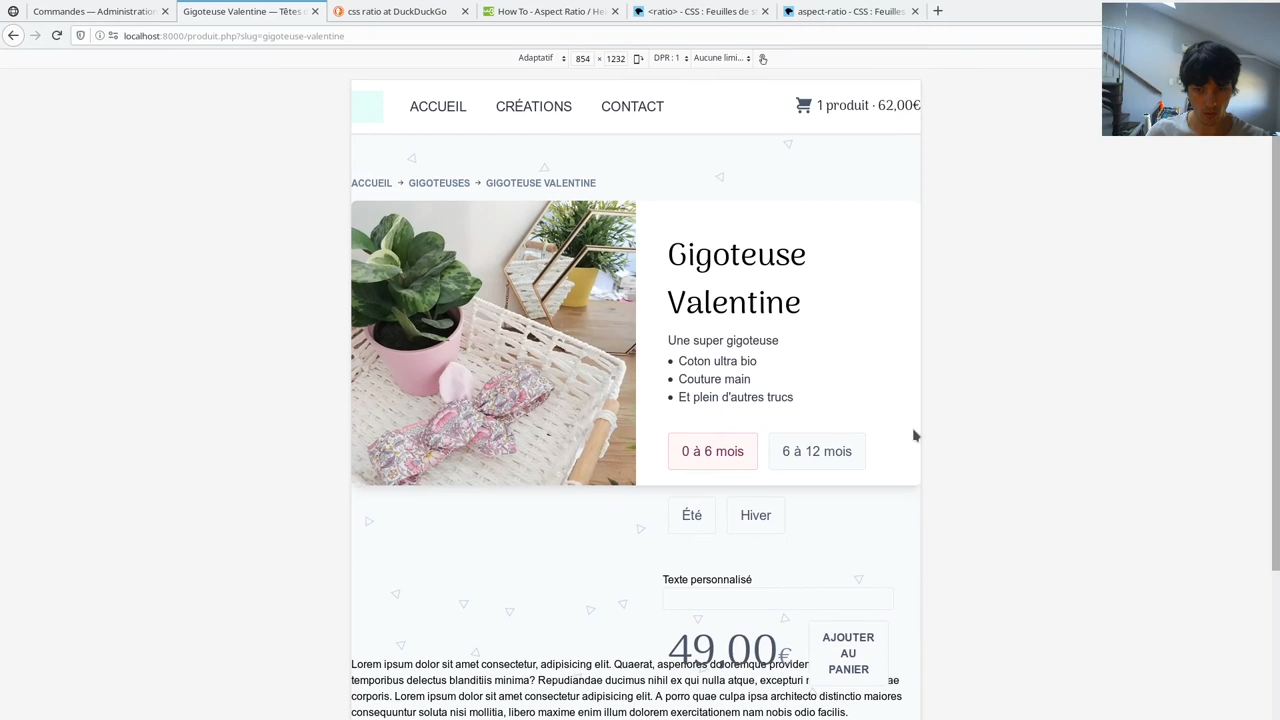 Commandes — Administration
Gigoteuse Valentine — Têtes
css ratio at DuckDuckGo
How To - Aspect Ratio / He
<ratio> - CSS : Feuilles de s
aspect-ratio - CSS : Feuilles
localhost:8000/produit.php?slug=gigoteuse-valentine
Adaptatif 854 × 1232 DPR : 1 Aucune limi...
ACCUEIL CRÉATIONS CONTACT 1 produit · 62,00€
ACCUEIL → GIGOTEUSES → GIGOTEUSE VALENTINE
Gigoteuse
Valentine
Une super gigoteuse
• Coton ultra bio
• Couture main
• Et plein d'autres trucs
0 à 6 mois 6 à 12 mois
Été Hiver
Texte personnalisé
49,00€
AJOUTER
AU
PANIER
Lorem ipsum dolor sit amet consectetur, adipisicing elit. Quaerat, asperiores doloremque provider
temporibus delectus blanditiis minima? Repudiandae ducimus nihil ex qui nulla atque, excepturi ae
corporis. Lorem ipsum dolor sit amet consectetur adipisicing elit. A porro quae culpa ipsa architecto distinctio maiores
consequuntur soluta nisi mollitia, libero maxime enim illum dolorem exercitationem nam nobis odio facilis.